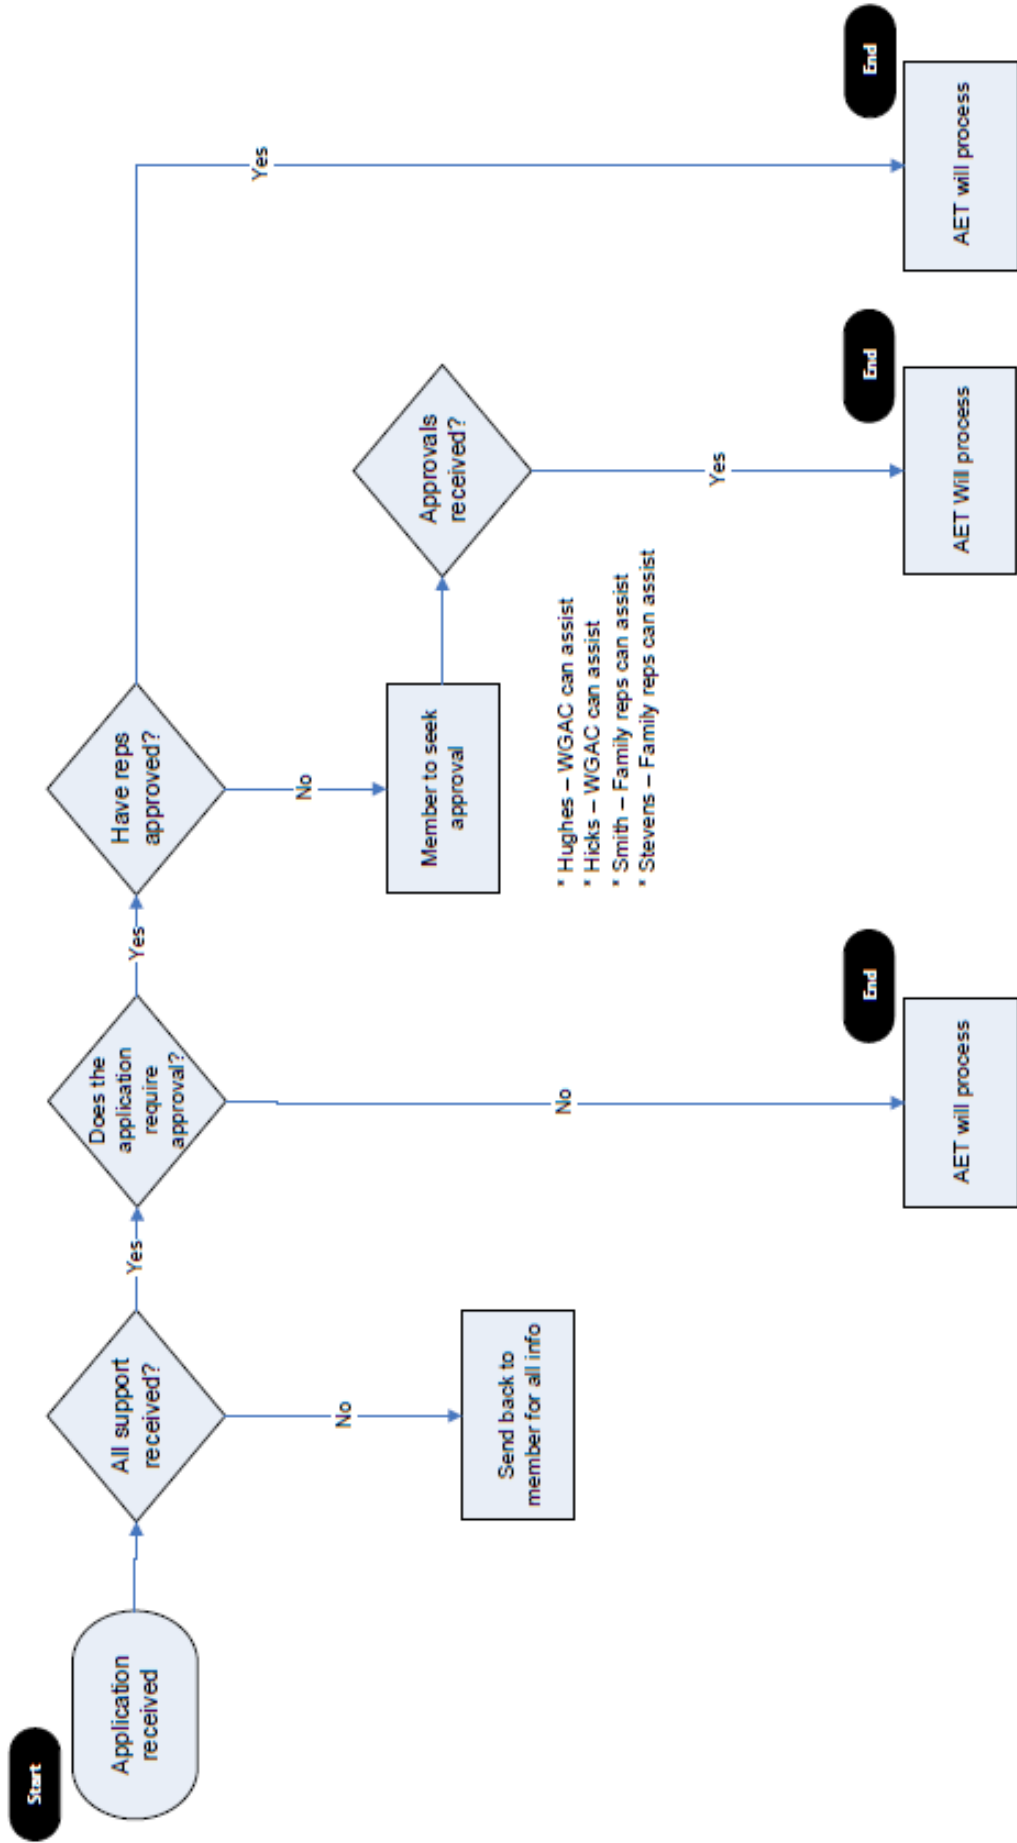 Start
Application
received
All support
received?
Yes
No
Send back to
member for all info
Does the
application
require
approval?
Yes
No
AET will process
End
Have reps
approved?
No
Member to seek
approval
* Hughes – WGAC can assist
* Hicks – WGAC can assist
* Smith – Family reps can assist
* Stevens – Family reps can assist
Approvals
received?
Yes
AET Will process
End
Yes
AET will process
End